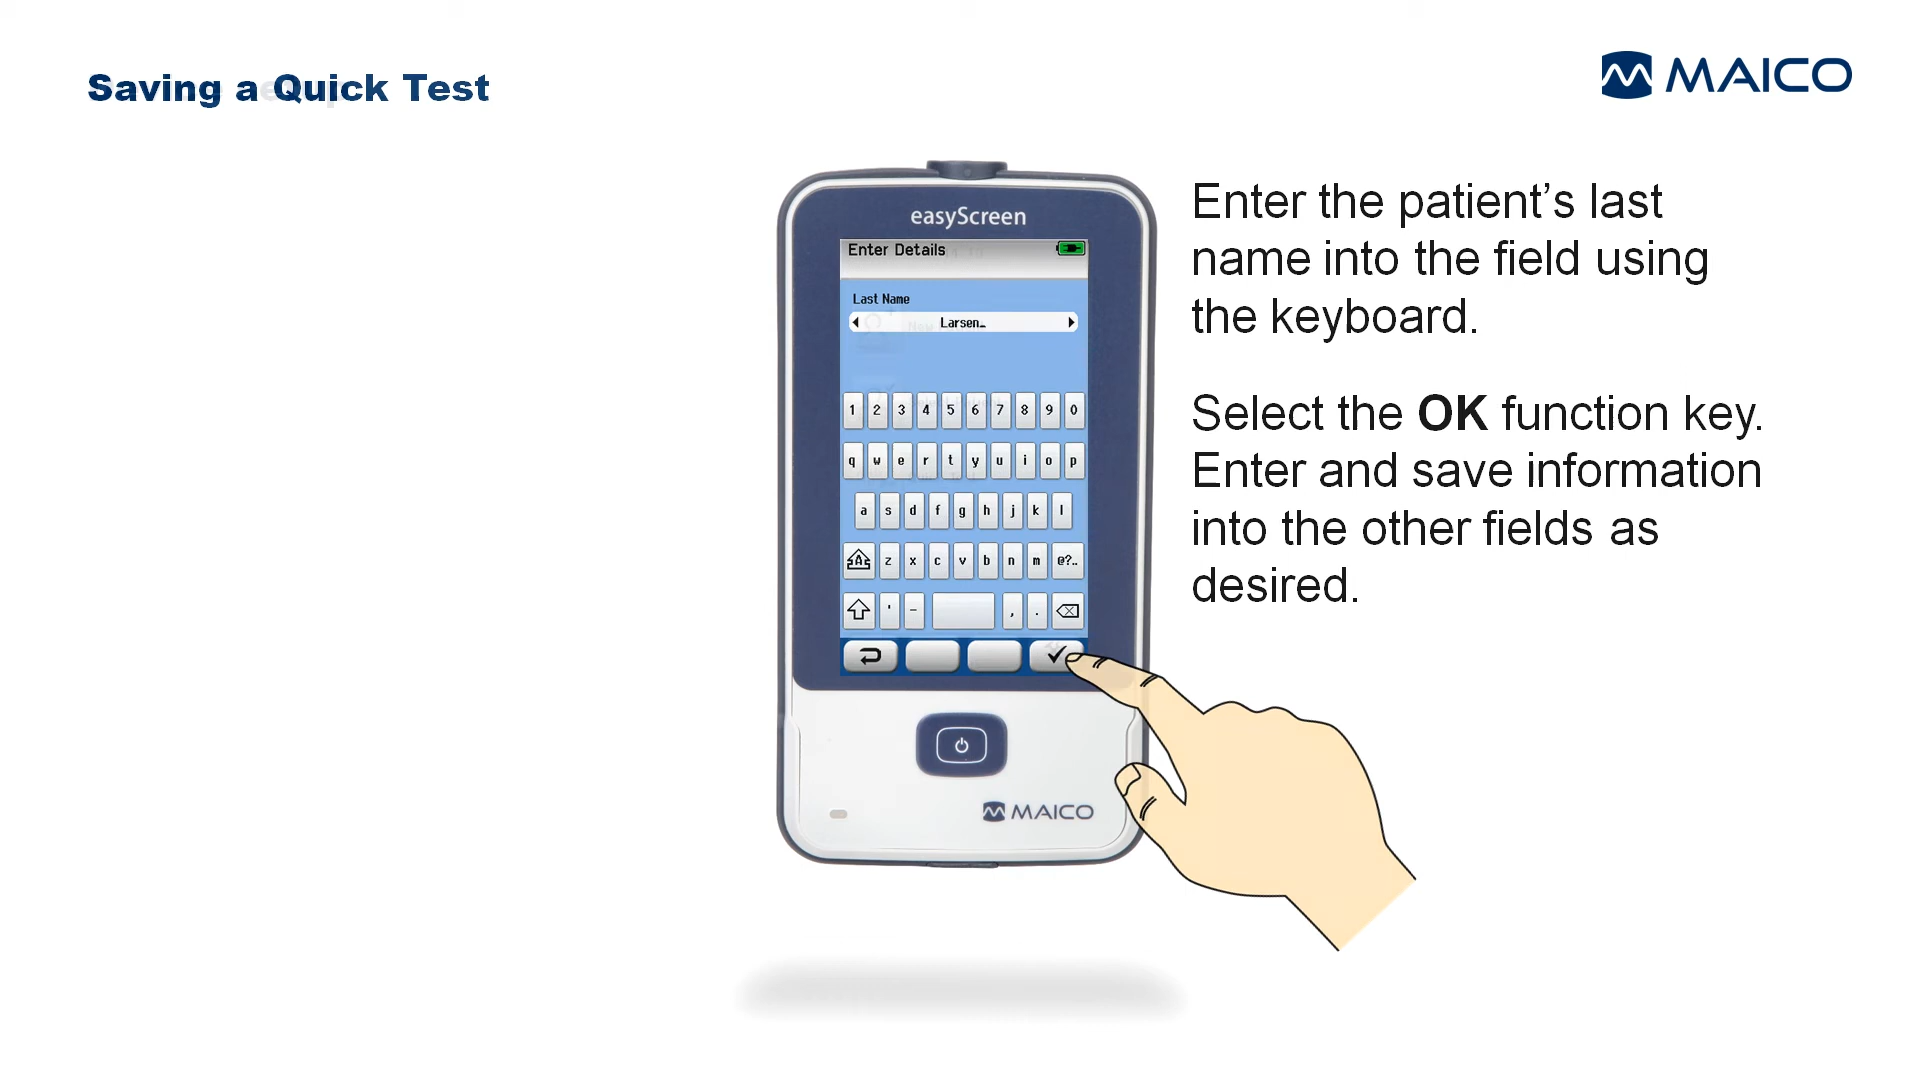 Saving a Quick Test
MAICO
easyScreen
Enter Details
Last Name
Larsen_
1 2 3 4 5 6 7 8 9 0
q w e r t y u i o p
a s d f g h j k l
A z x c v b n m @?..
' - , .
MAICO
Enter the patient’s last
name into the field using
the keyboard.
Select the OK function key.
Enter and save information
into the other fields as
desired.